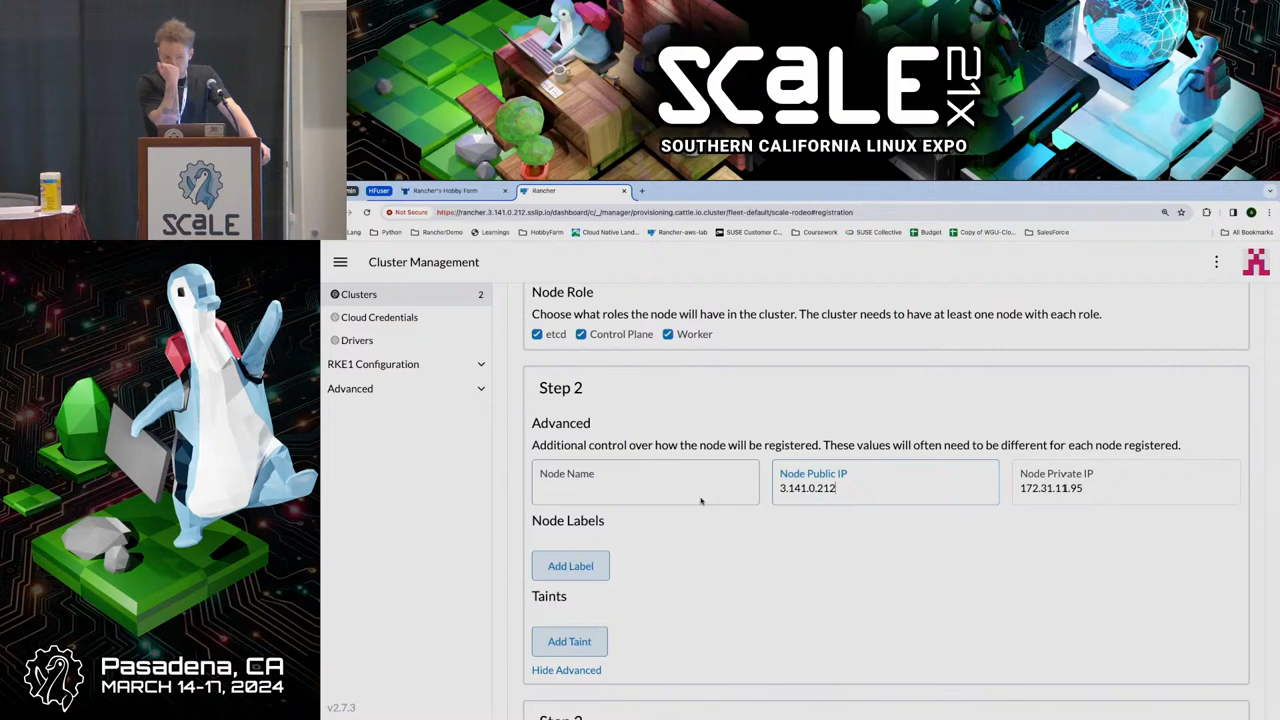 SCALE 21X
SOUTHERN CALIFORNIA LINUX EXPO
SCALE
HFuser
Rancher's Hobby Farm
Rancher
Not Secure
https://rancher.3.141.0.212.sslip.io/dashboard/c/_/manager/provisioning.cattle.io.cluster/fleet-default/scale-rodeo#registration
Python
RancherDemo
Learnings
HobbyFarm
Cloud Native Land...
Rancher-aws-lab
SUSE Customer C...
Coursework
SUSE Collective
Budget
Copy of WGU-Clo...
SalesForce
All Bookmarks
Cluster Management
Clusters 2
Cloud Credentials
Drivers
RKE1 Configuration
Advanced
v2.7.3
Node Role
Choose what roles the node will have in the cluster. The cluster needs to have at least one node with each role.
etcd Control Plane Worker
Step 2
Advanced
Additional control over how the node will be registered. These values will often need to be different for each node registered.
Node Name Node Public IP Node Private IP
3.141.0.212 172.31.11.95
Node Labels
Add Label
Taints
Add Taint
Hide Advanced
Pasadena, CA
MARCH 14-17, 2024